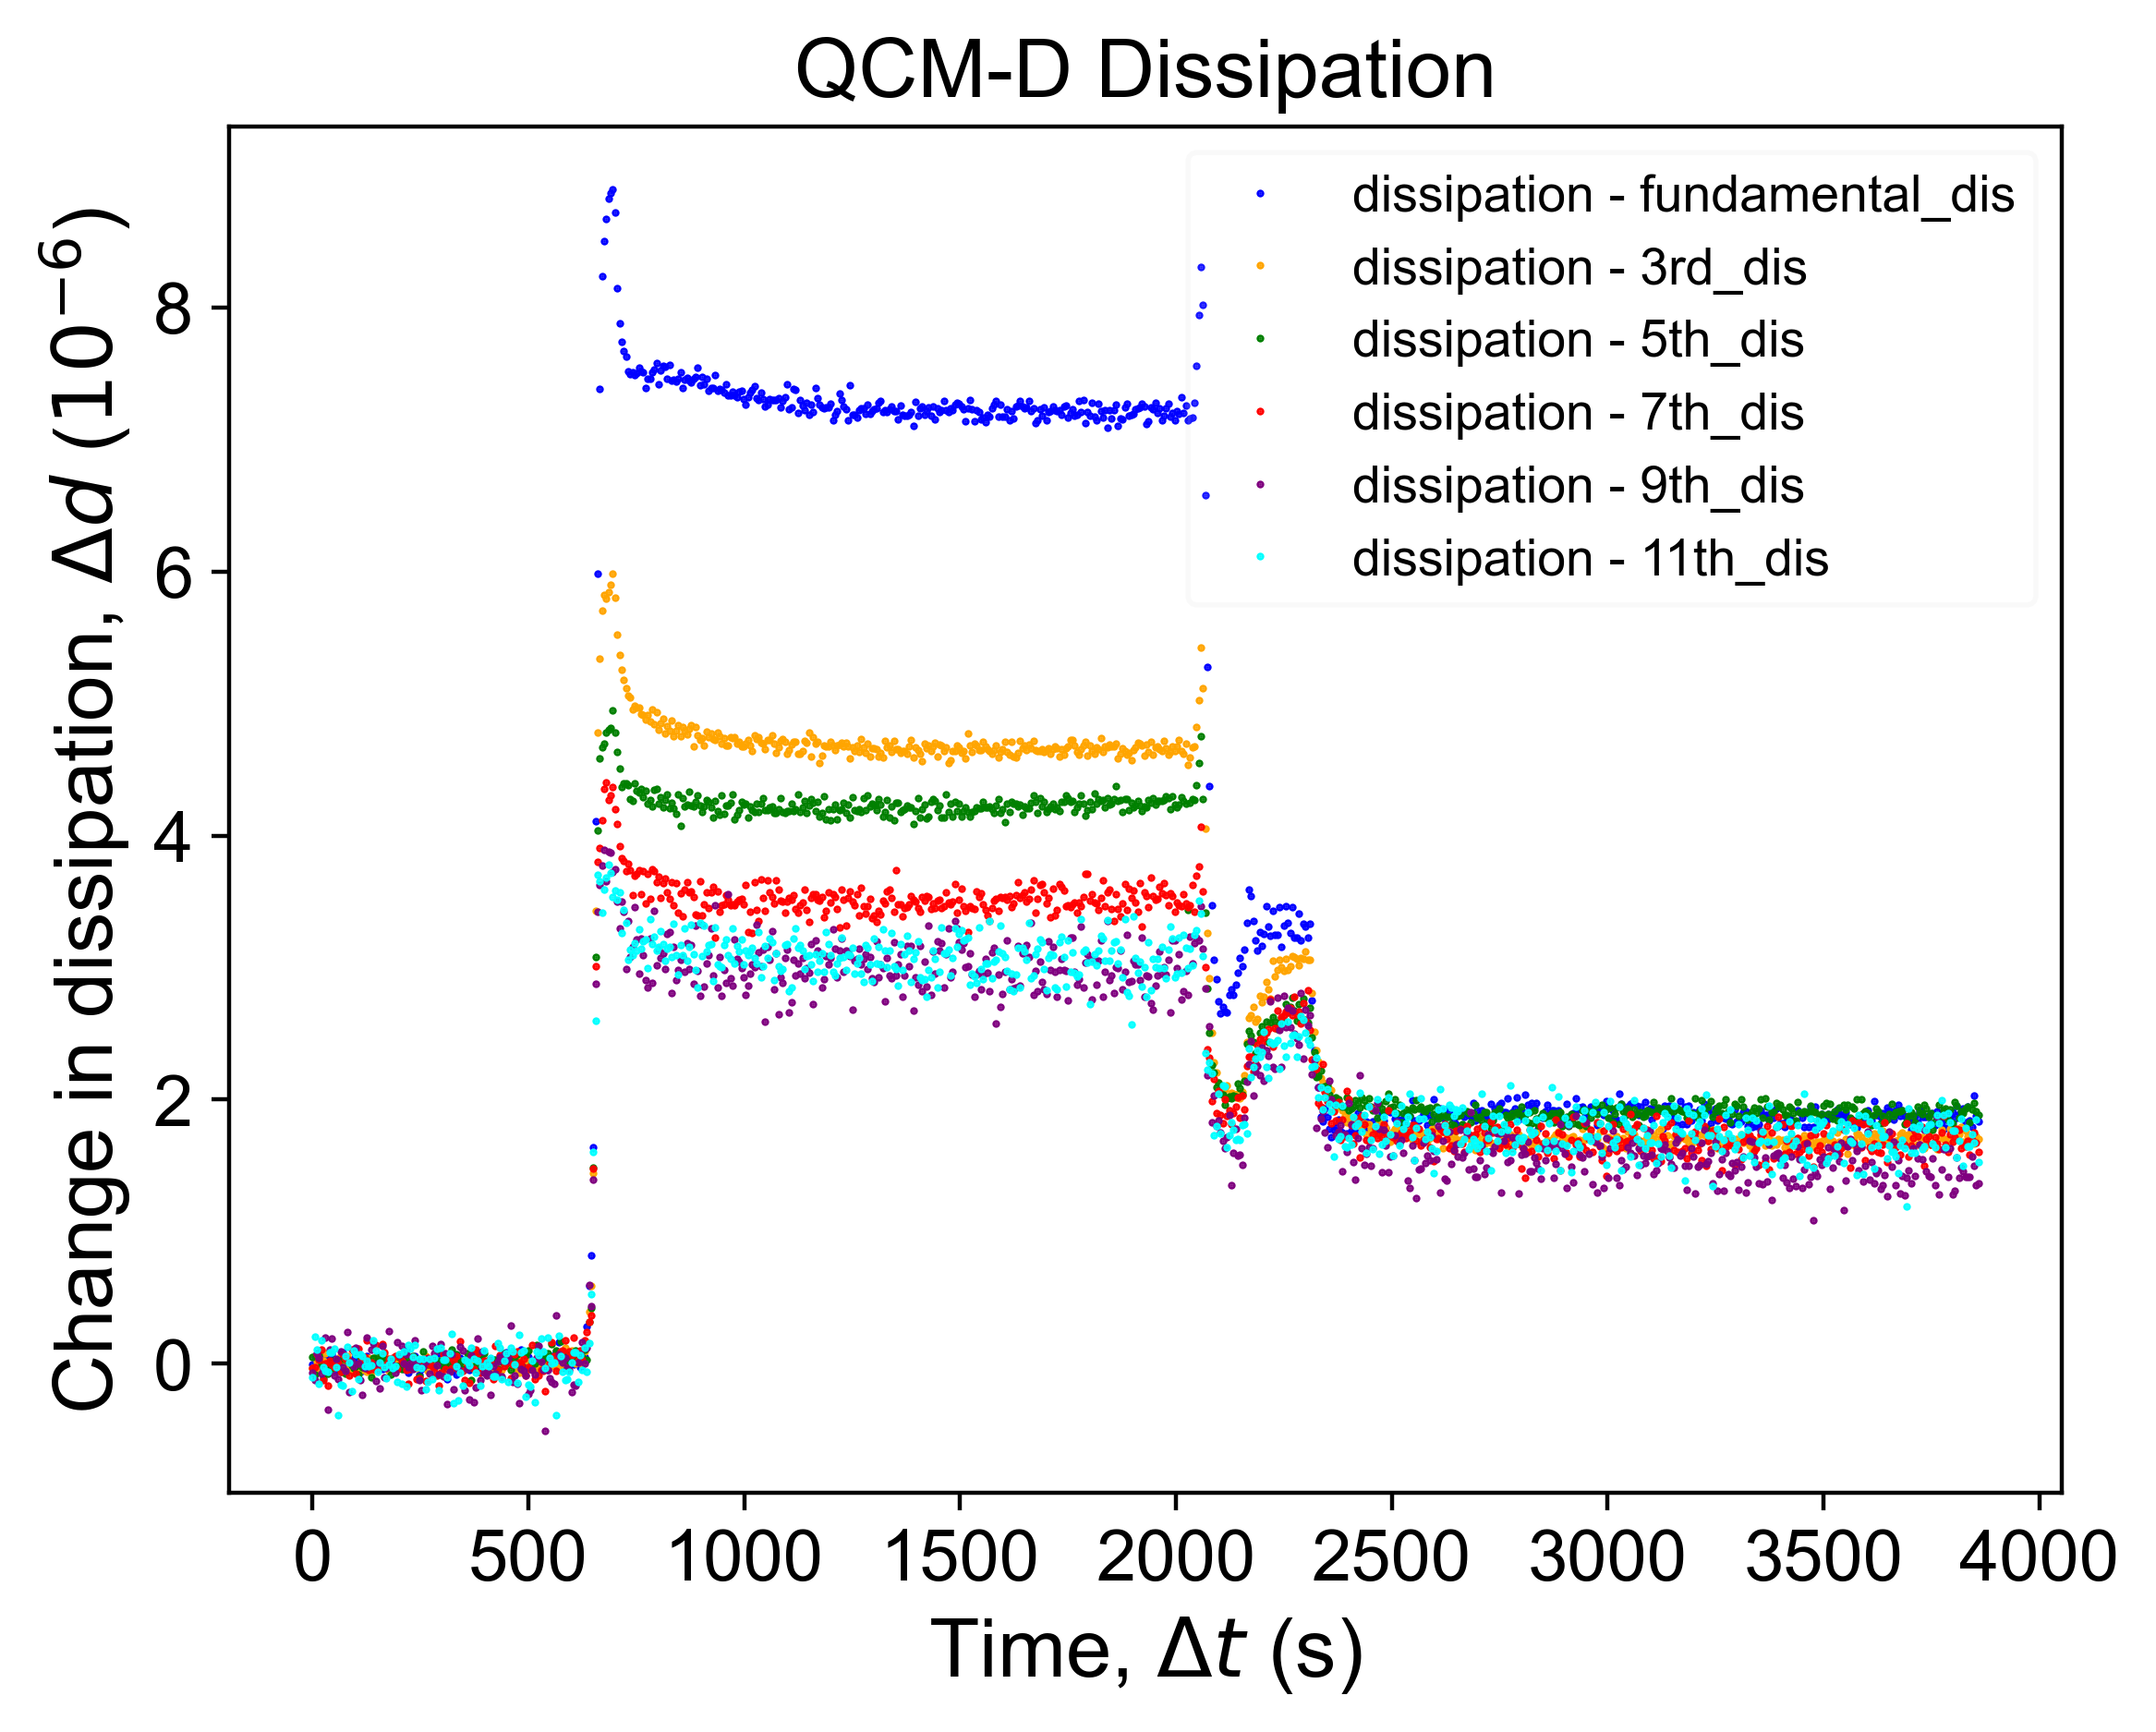 QCM-D Dissipation
Change in dissipation, Δd (10⁻⁶)
8
6
4
2
0
dissipation - fundamental_dis
dissipation - 3rd_dis
dissipation - 5th_dis
dissipation - 7th_dis
dissipation - 9th_dis
dissipation - 11th_dis
0 500 1000 1500 2000 2500 3000 3500 4000
Time, Δt (s)